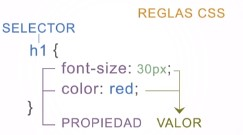 REGLAS CSS
SELECTOR
h1 {
font-size: 30px;
color: red;
}
PROPIEDAD VALOR